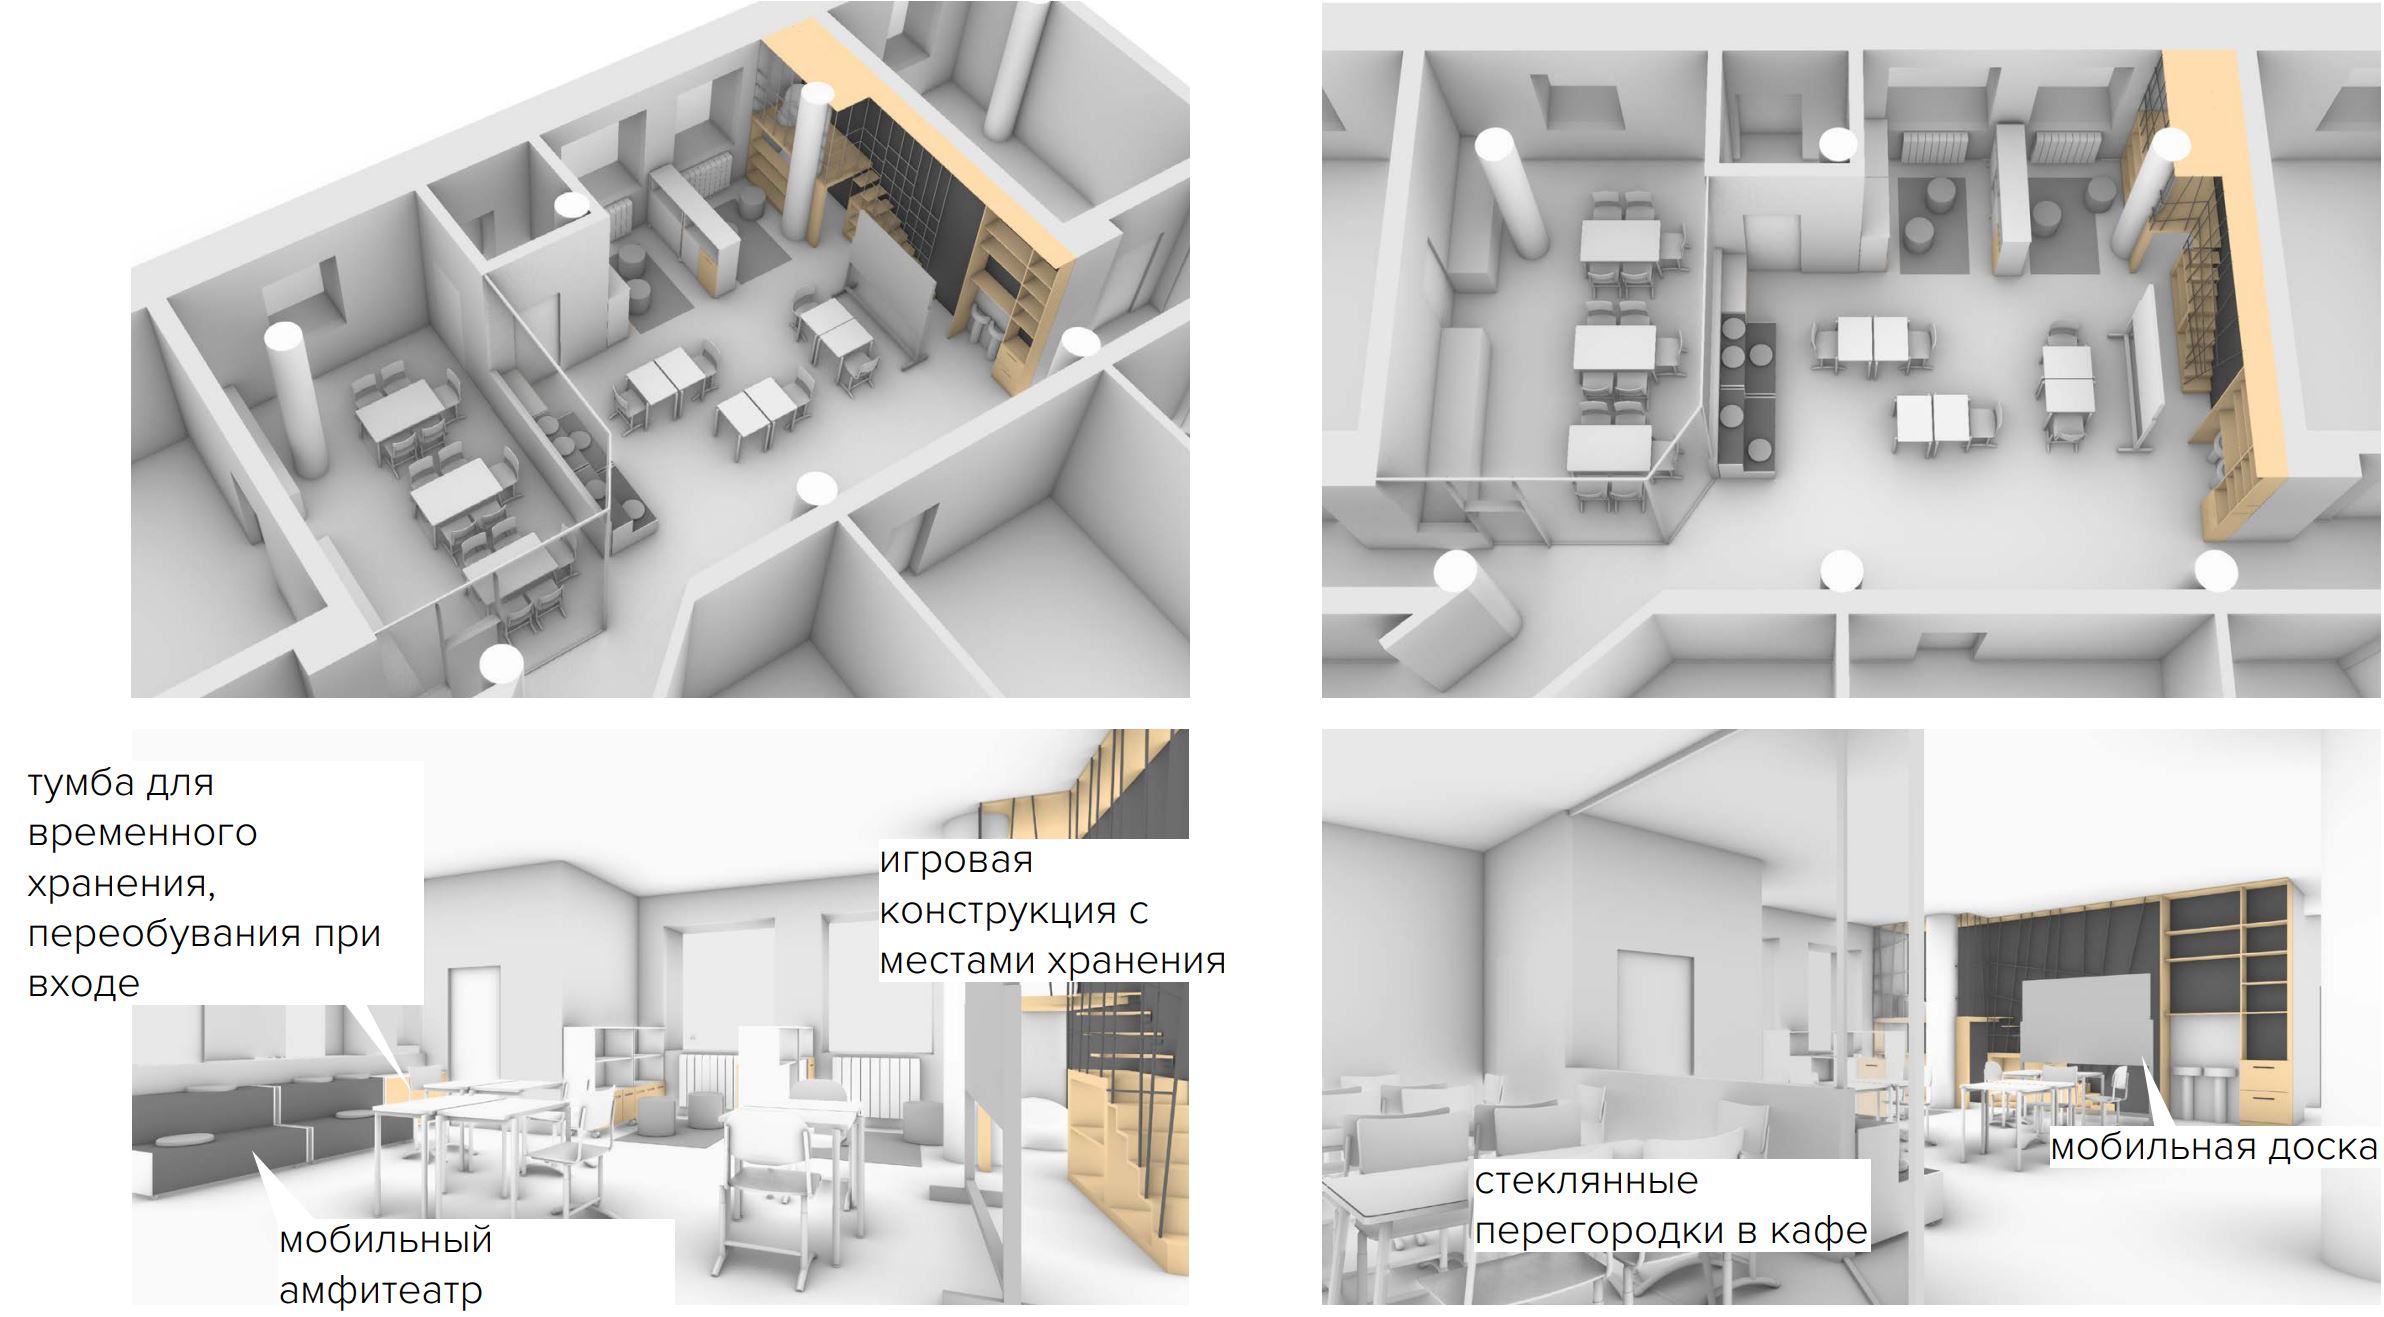 тумба для
временного
хранения,
переобувания при
входе
игровая
конструкция с
местами хранения
мобильный
амфитеатр
мобильная доска
стеклянные
перегородки в кафе